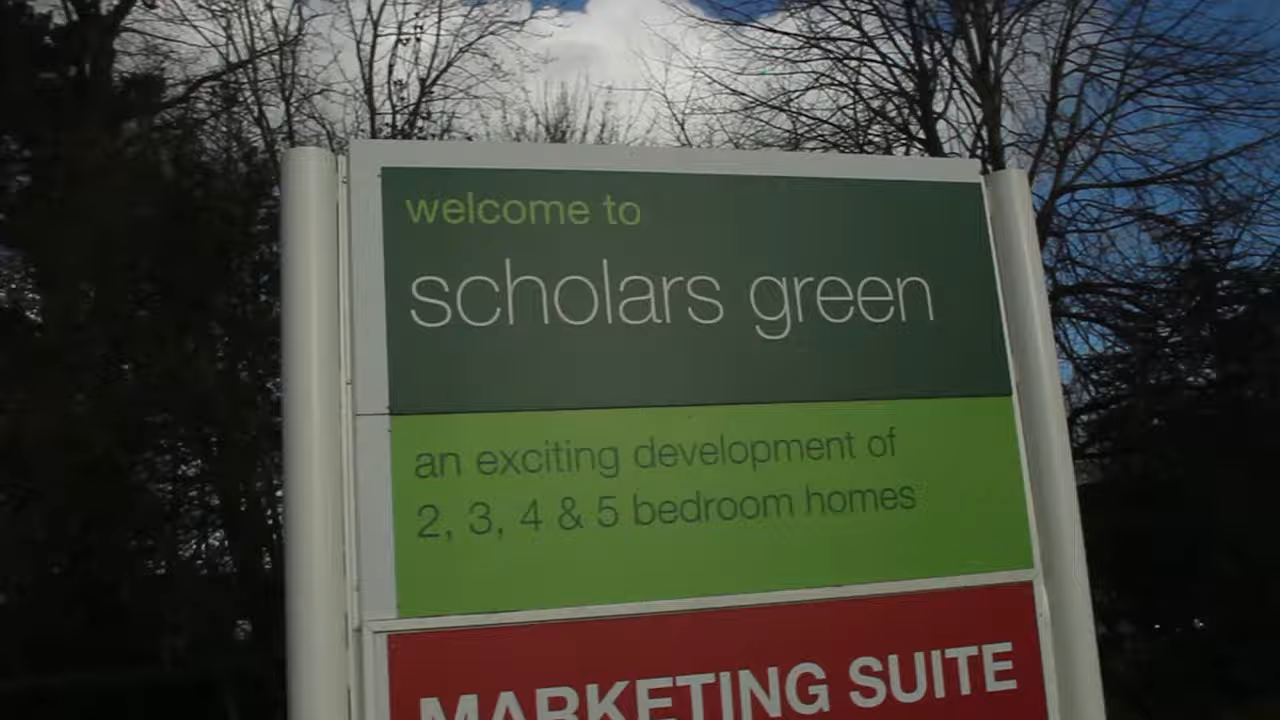 welcome to
scholars green
an exciting development of
2, 3, 4 & 5 bedroom homes
MARKETING SUITE